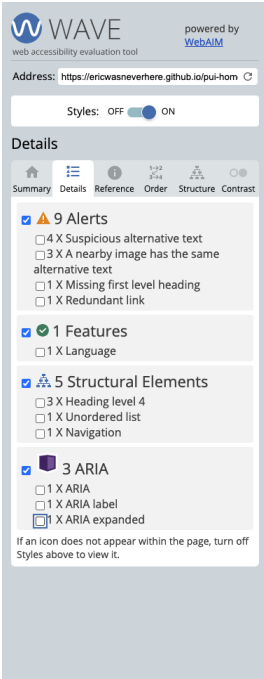 WAVE
powered by
WebAIM
web accessibility evaluation tool
Address: https://ericwasneverhere.github.io/pui-hom
Styles: OFF ON
Details
1→2
3→4
Summary Details Reference Order Structure Contrast
9 Alerts
4 X Suspicious alternative text
3 X A nearby image has the same
alternative text
1 X Missing first level heading
1 X Redundant link
1 Features
1 X Language
5 Structural Elements
3 X Heading level 4
1 X Unordered list
1 X Navigation
3 ARIA
1 X ARIA
1 X ARIA label
1 X ARIA expanded
If an icon does not appear within the page, turn off
Styles above to view it.